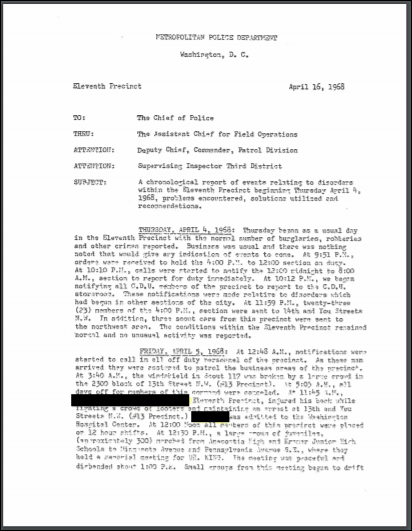 METROPOLITAN POLICE DEPARTMENT
Washington, D. C.
Eleventh Precinct April 16, 1968
TO: The Chief of Police
THRU: The Assistant Chief for Field Operations
ATTENTION: Deputy Chief, Commander, Patrol Division
ATTENTION: Supervising Inspector Third District
SUBJECT: A chronological report of events relating to disorders
within the Eleventh Precinct beginning Thursday April 4,
1968, problems encountered, solutions utilized and
recommendations.
THURSDAY, APRIL 4, 1968: Thursday began as a usual day
in the Eleventh Precinct with the normal number of burglaries, robberies
and other crimes reported. Business was usual and there was nothing
noted that would give any indication of events to come. At 9:51 P.M.,
orders were received to hold the 4:00 P.M. to 12:00 section on duty.
At 10:10 P.M., calls were started to notify the 12:00 midnight to 8:00
A.M., section to report for duty immediately. At 10:12 P.M., we began
notifying all C.D.U. members of the precinct to report to the C.D.U.
storeroom. These notifications were made relative to disorders which
had began in other sections of the city. At 11:59 P.M., twenty-three
(23) members of the 4:00 P.M., section were sent to 14th and You Streets
N.W. In addition, three scout cars from this precinct were sent to
the northwest area. The conditions within the Eleventh Precinct remained
normal and no unusual activity was reported.
FRIDAY, APRIL 5, 1968: At 12:48 A.M., notifications were
started to call in all off duty personnel of the precinct. As these men
arrived they were assigned to patrol the business areas of the precinct.
At 3:40 A.M., the windshield in Scout 117 was broken by a large crowd in
the 2300 block of 13th Street N.W. (#13 Precinct). At 5:03 A.M., all
days off for members of this command were canceled. At 11:45 A.M.,
Eleventh Precinct, injured his back while
fighting a crowd of looters and maintaining an arrest at 13th and You
Streets N.W. (#13 Precinct.) was admitted to the Washington
Hospital Center. At 12:00 Noon all members of this precinct were placed
on 12 hour shifts. At 12:30 P.M., a large group of juveniles,
(approximately 300) marched from Anacostia High and Kramer Junior High
Schools to Minnesota Avenue and Pennsylvania Avenue S.E., where they
held a memorial meeting for DR. KING. The meeting was peaceful and
disbanded about 1:00 P.M. Small groups from this meeting began to drift